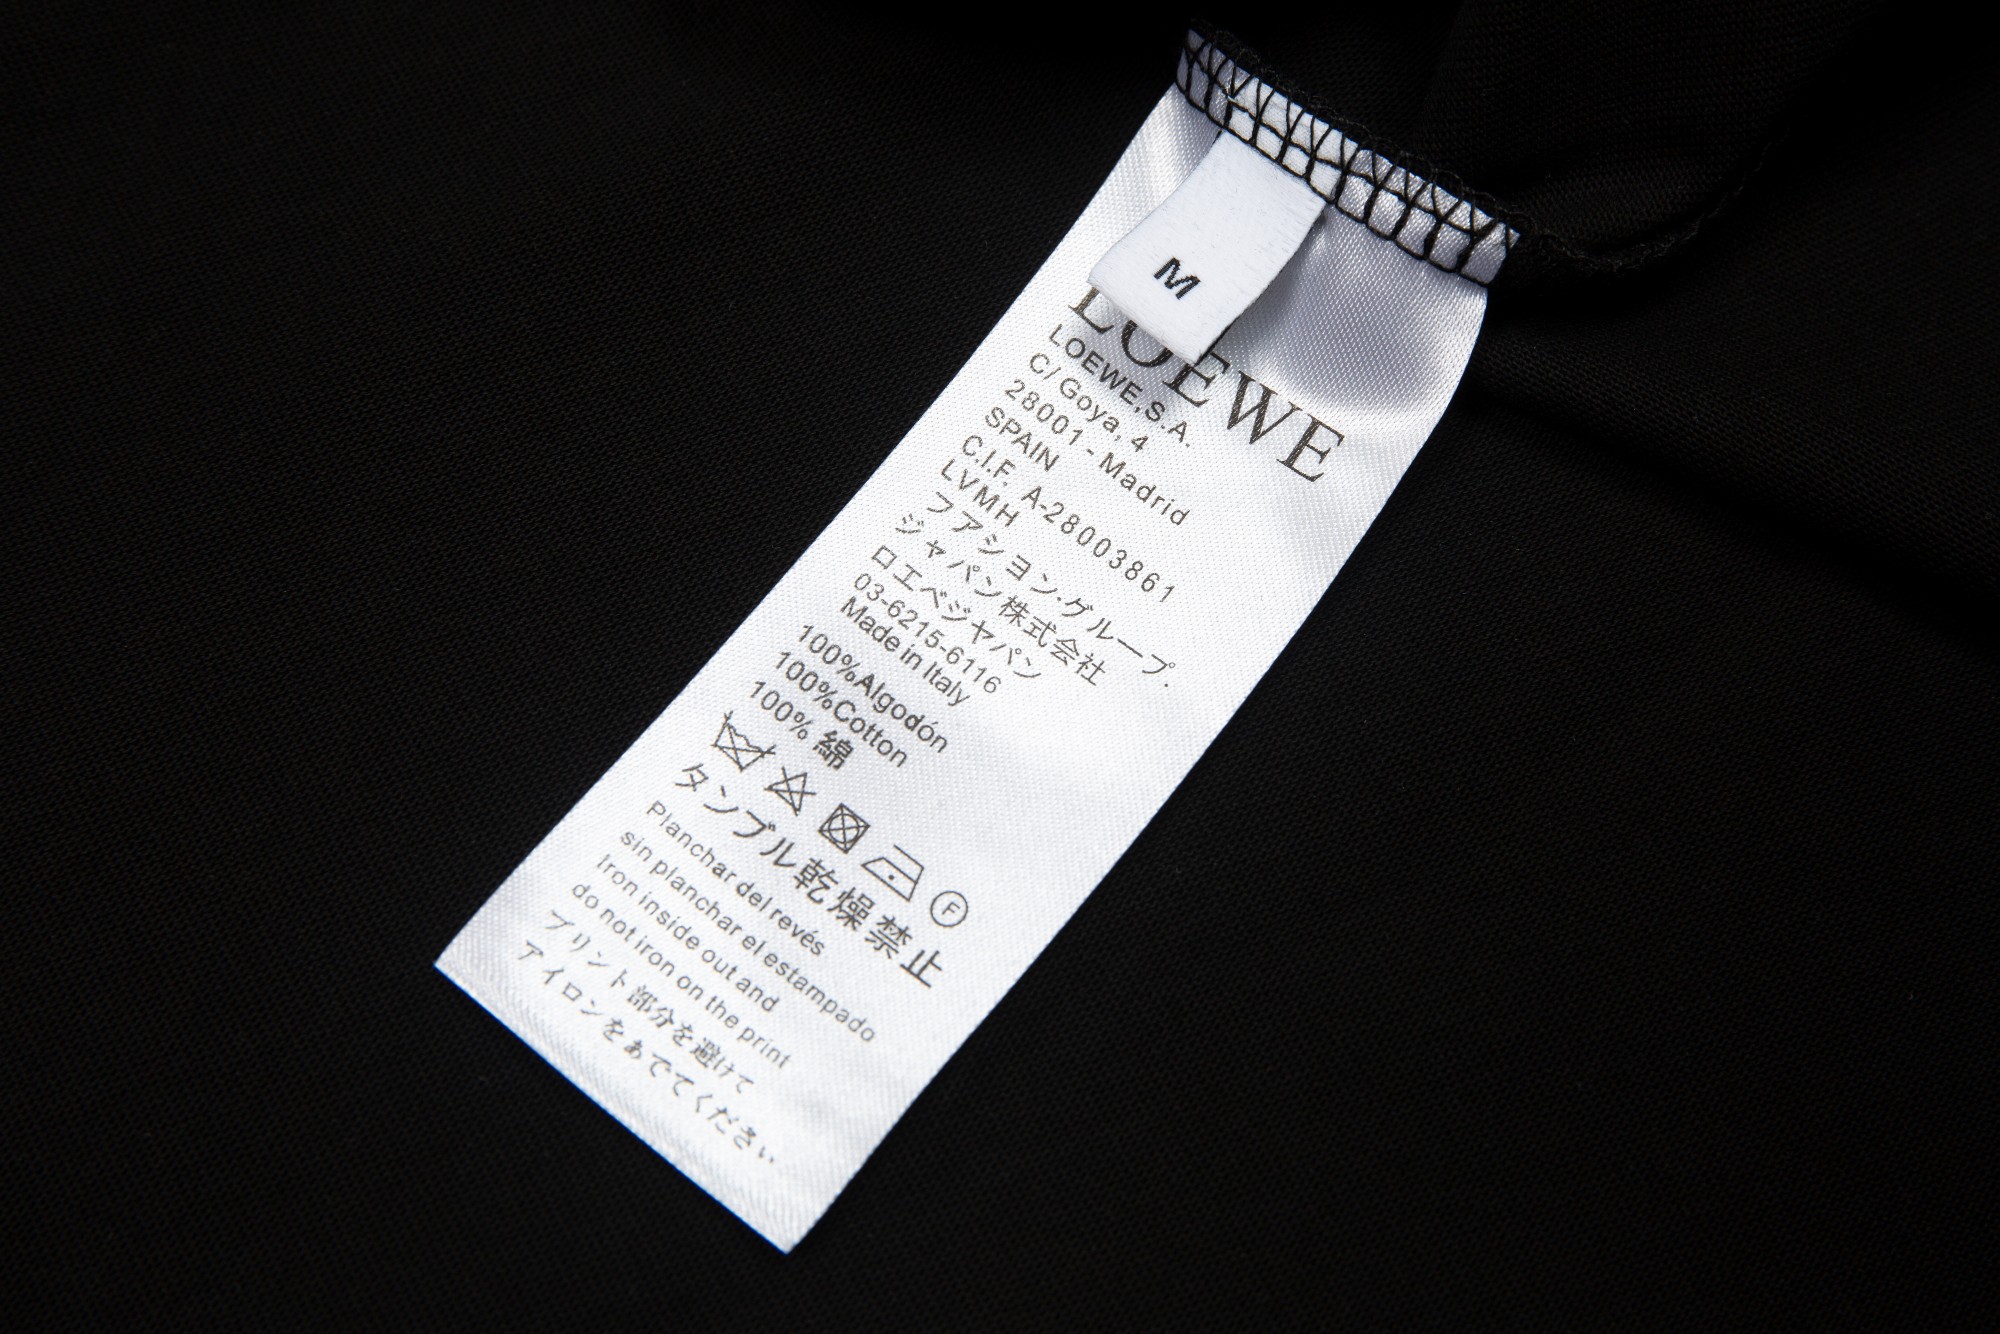 M
LOEWE
LOEWE,S.A.
C/ Goya, 4
28001 - Madrid
SPAIN
C.I.F. A-28003861
LVMH
フアシヨン.グループ.
ジャパン株式会社
ロエベジヤパン
03-6215-6116
Made in Italy
100%Algodón
100%Cotton
100% 綿
F
タンブル乾燥禁止
Planchar del revés
sin planchar el estampado
Iron inside out and
do not iron on the print
プリント部分を避けて
アイロンをあでてください